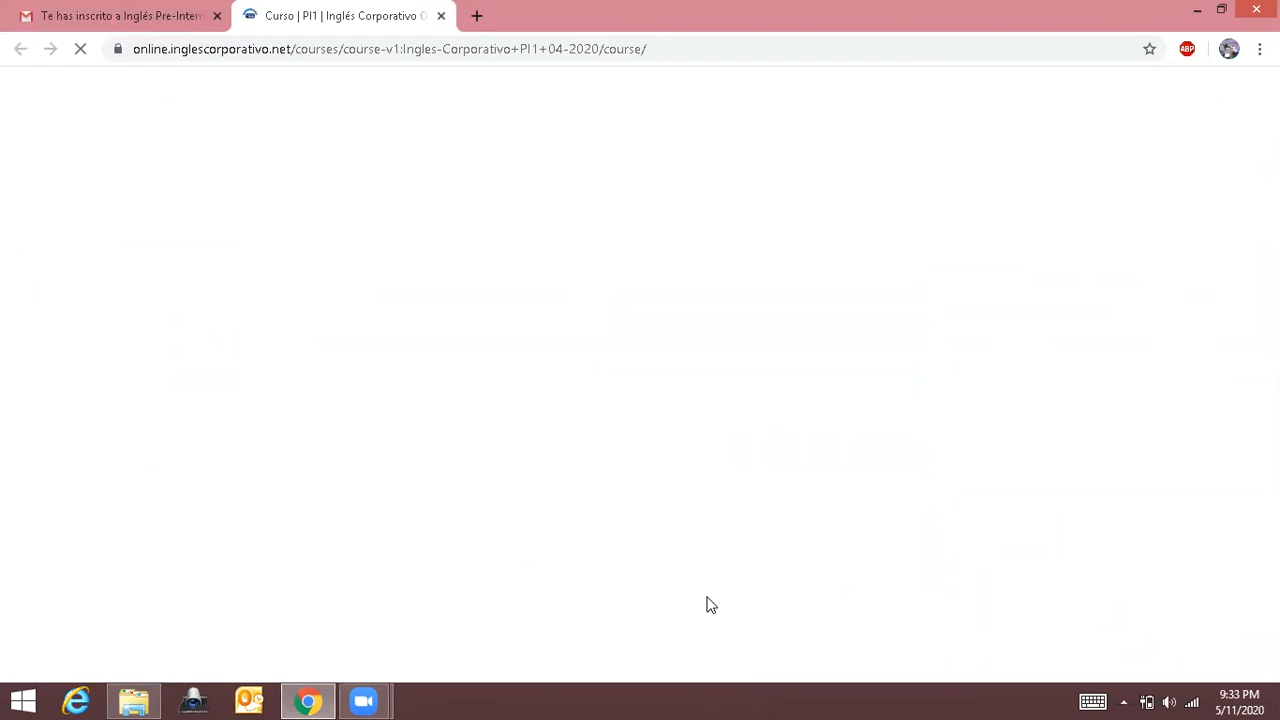 Te has inscrito a Inglés Pre-Inter
Curso | PI1 | Inglés Corporativo O
online.inglescorporativo.net/courses/course-v1:Ingles-Corporativo+PI1+04-2020/course/
ABP
9:33 PM
5/11/2020